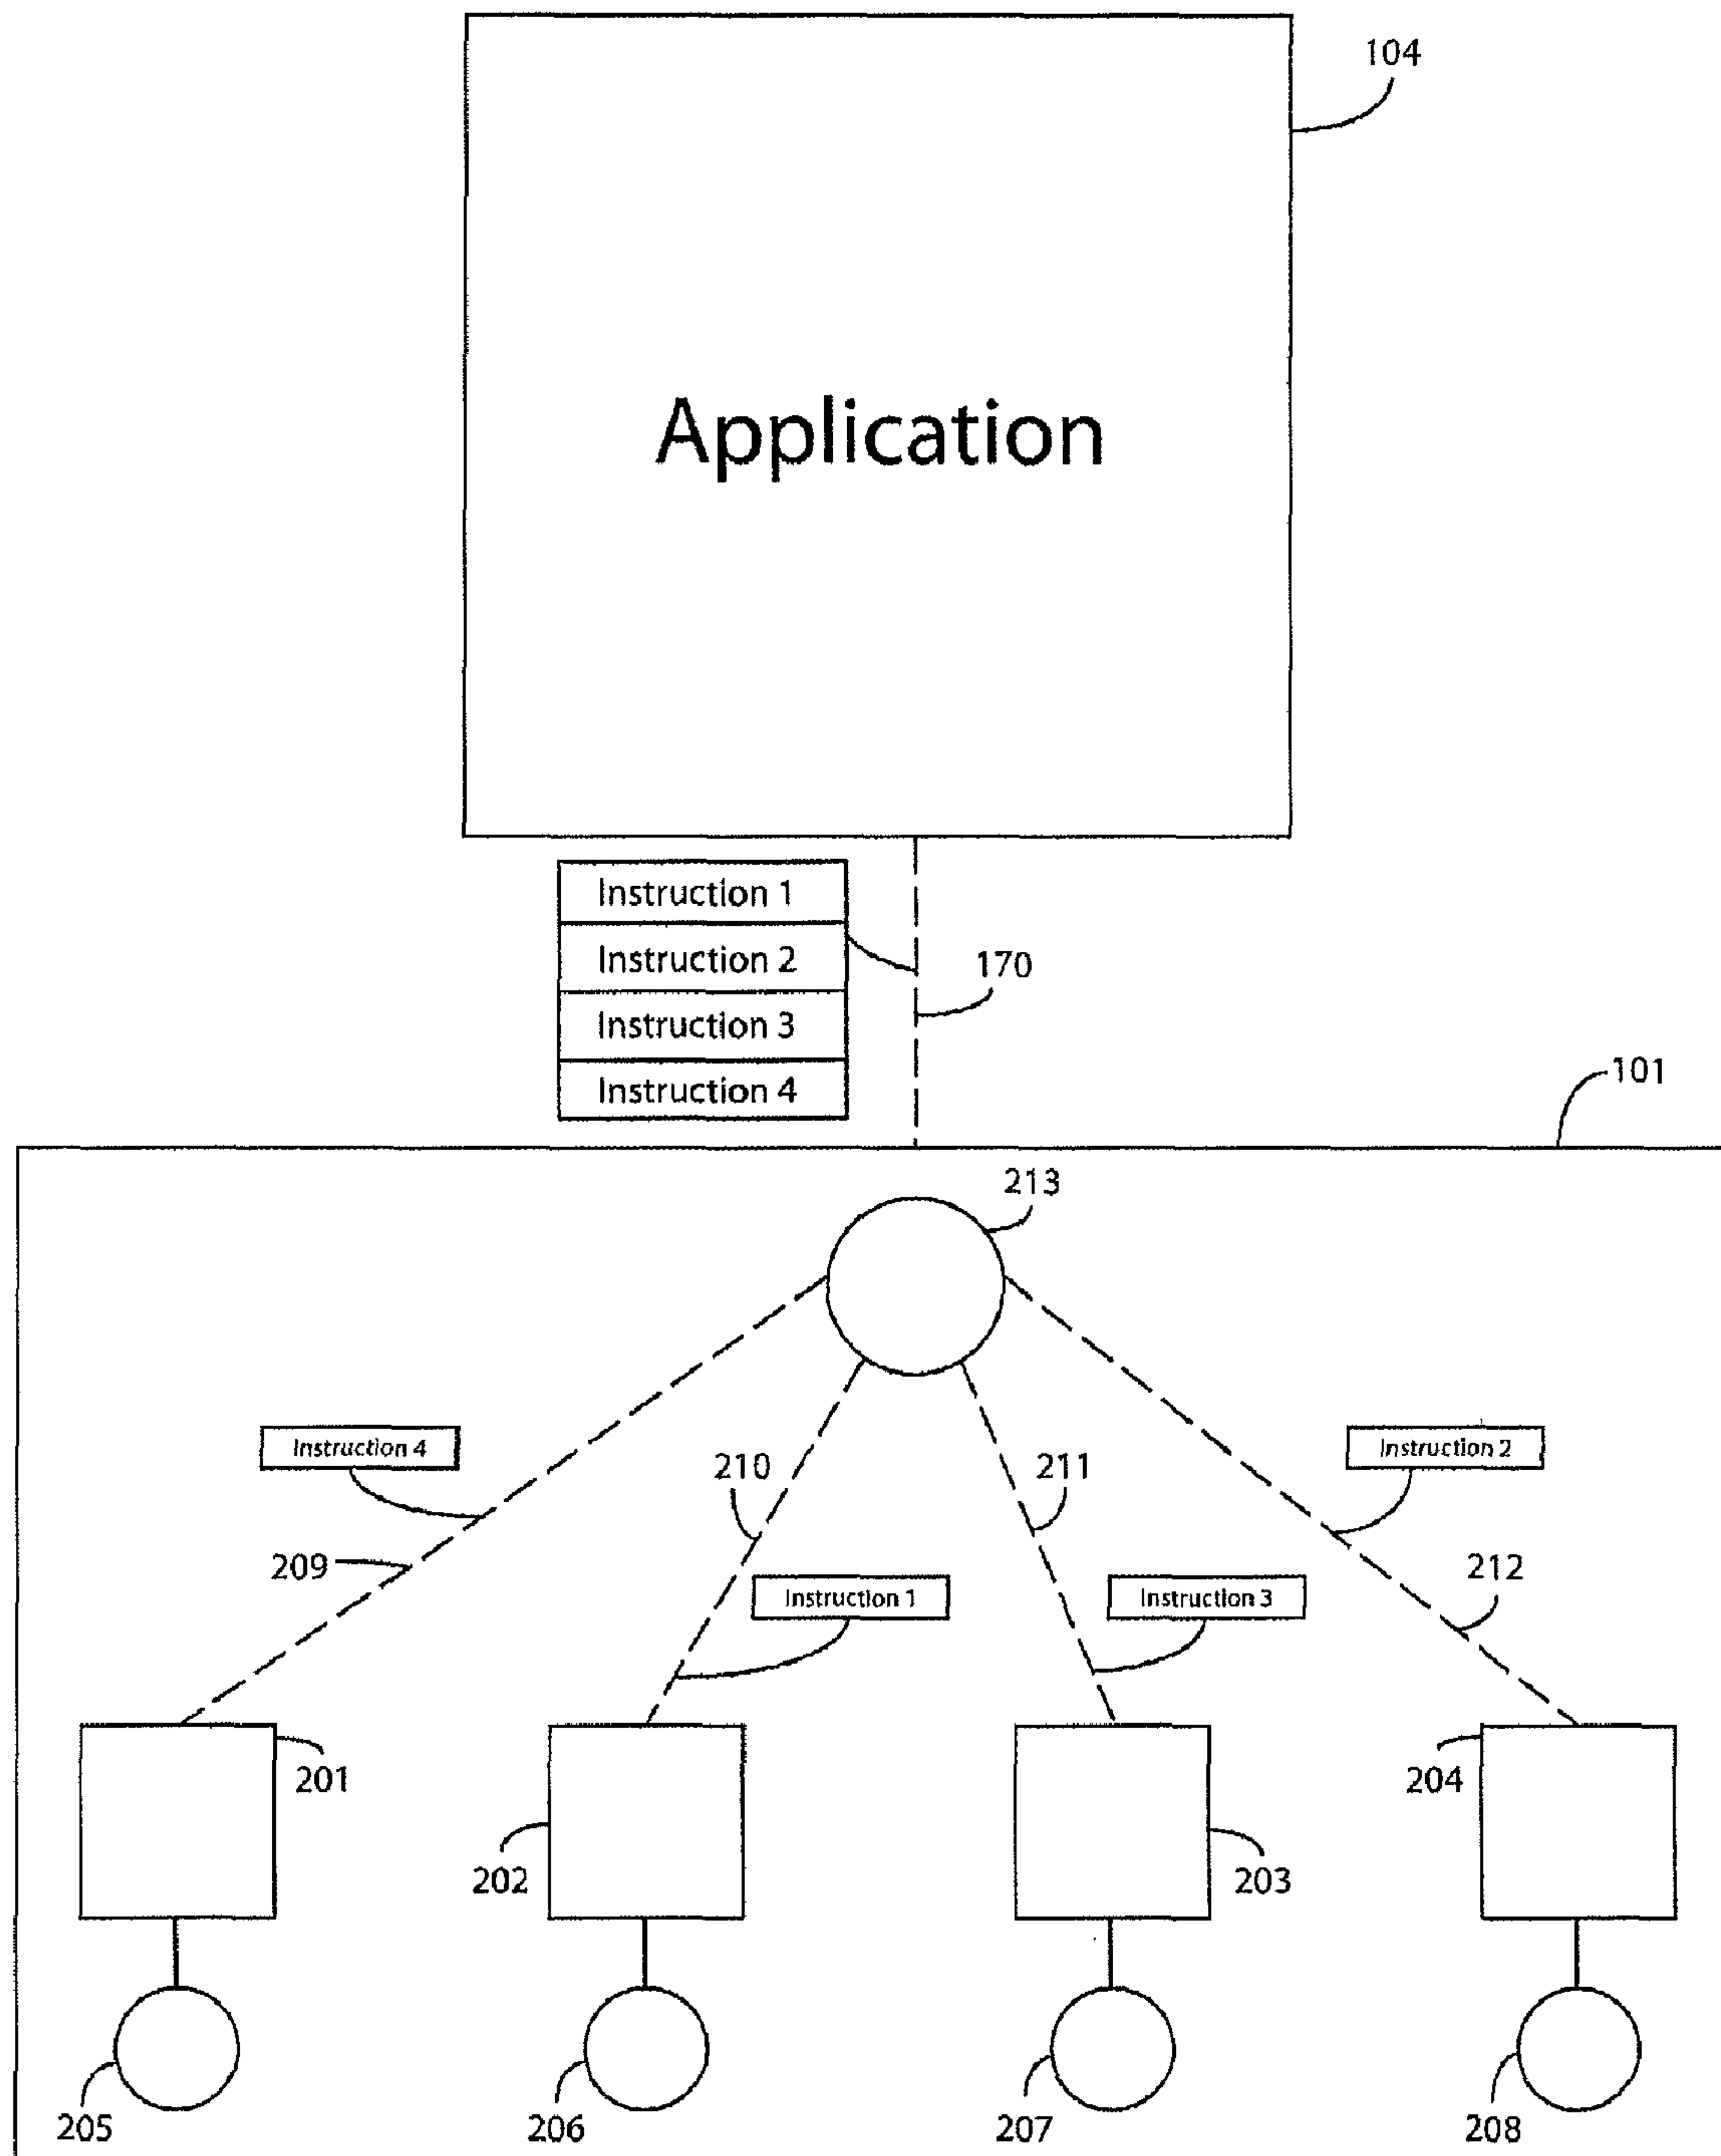 104
Application
Instruction 1
Instruction 2
170
Instruction 3
Instruction 4
101
213
Instruction 4
210
211
Instruction 2
209
Instruction 1
Instruction 3
212
201
204
202
203
205
206
207
208